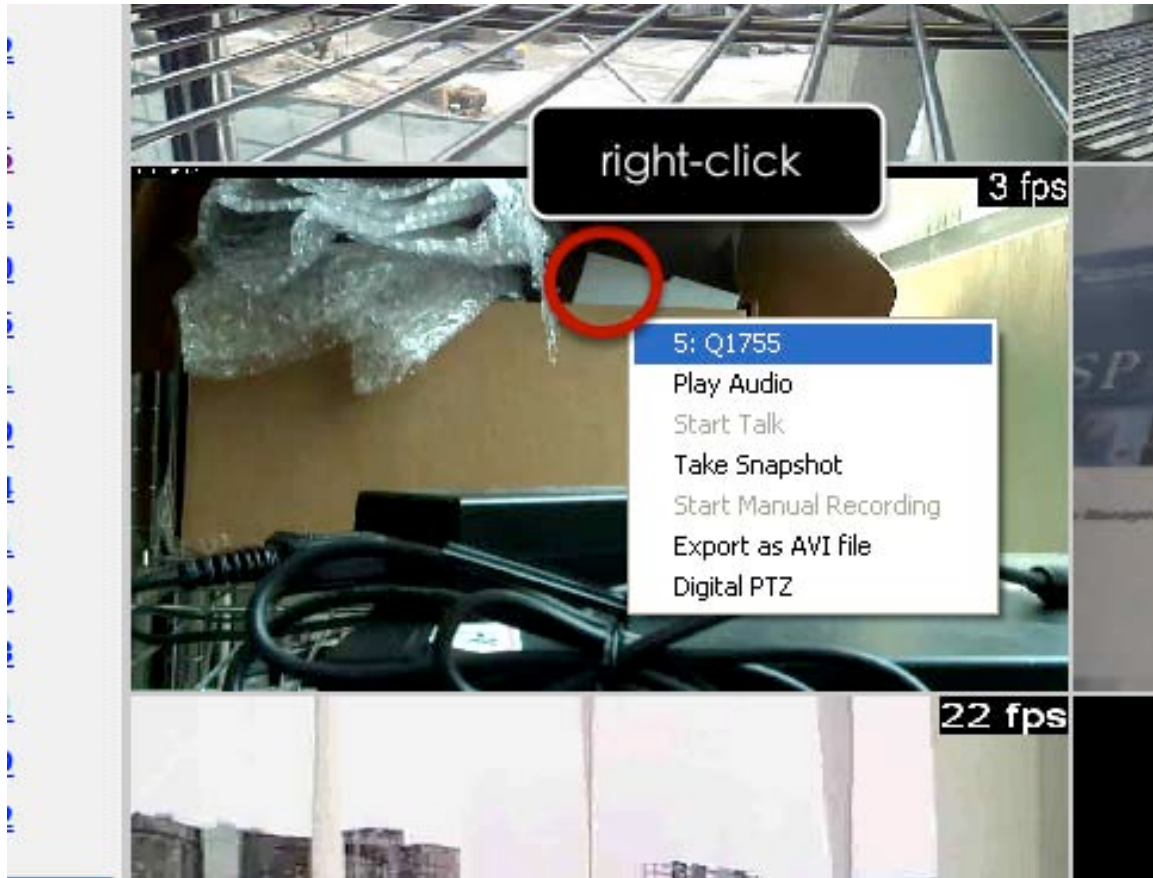 right-click
3 fps
5: Q1755
Play Audio
Start Talk
Take Snapshot
Start Manual Recording
Export as AVI file
Digital PTZ
SP
22 fps